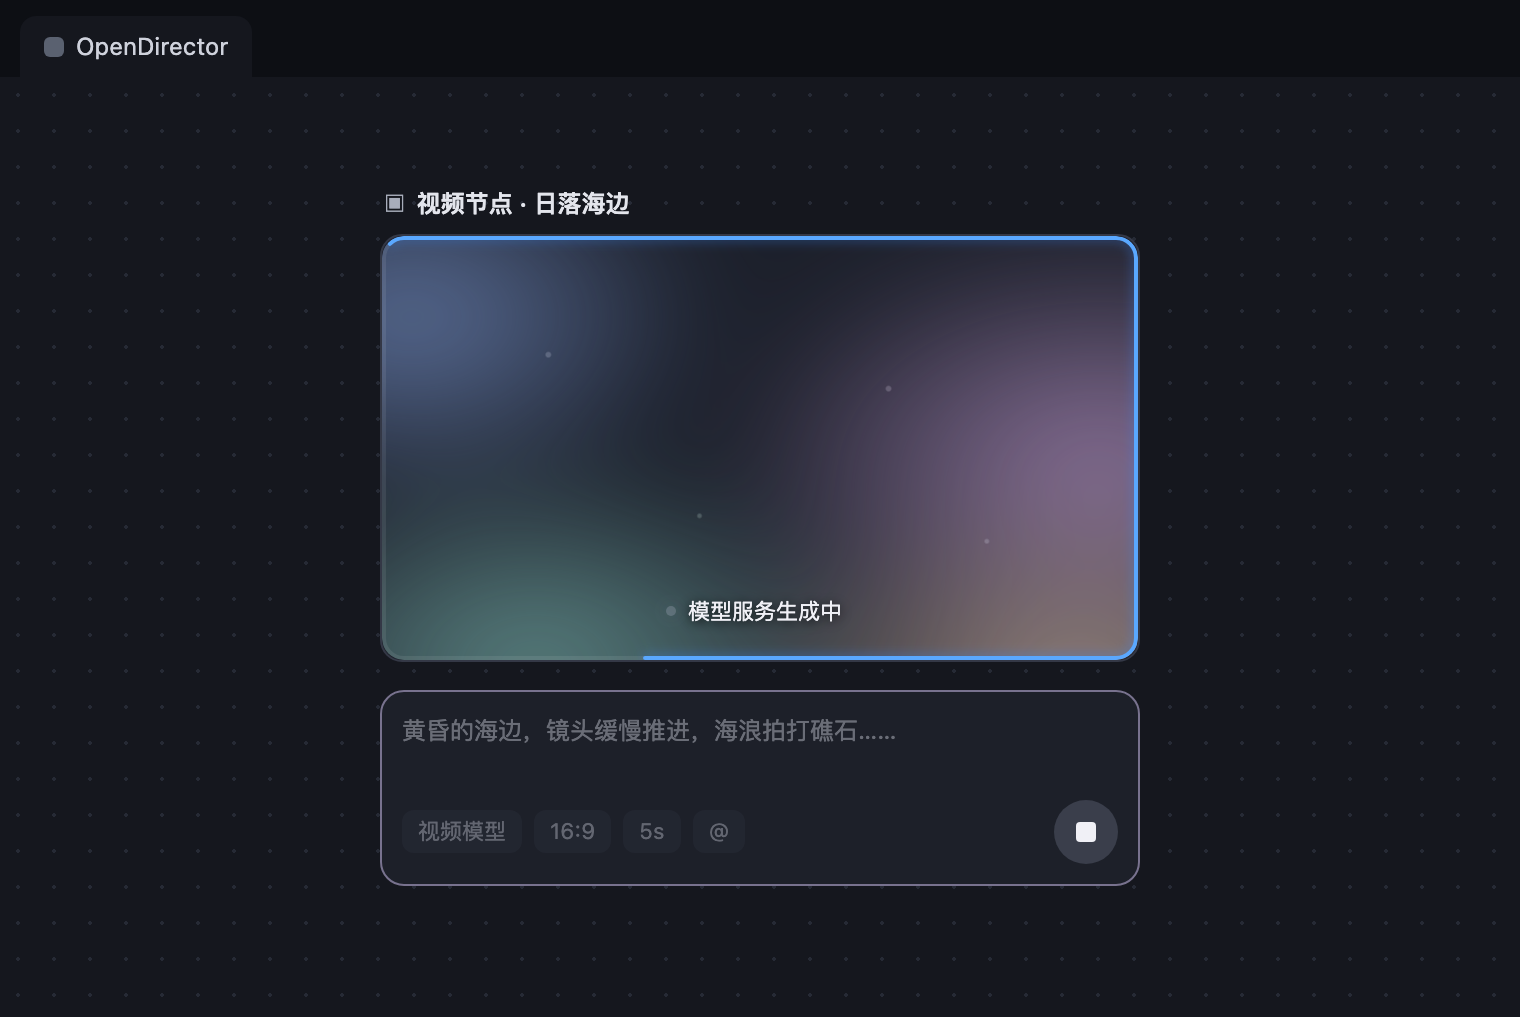 OpenDirector
▣ 视频节点 · 日落海边
模型服务生成中
黄昏的海边，镜头缓慢推进，海浪拍打礁石……
视频模型 16:9 5s @